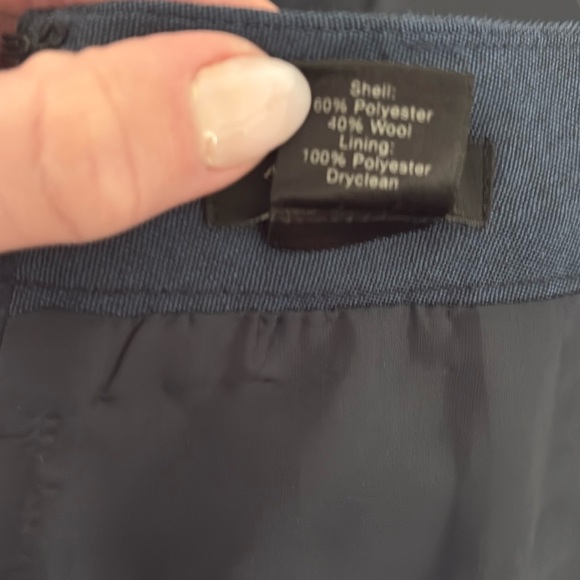 Shell:
60% Polyester
40% Wool
Lining:
100% Polyester
Dryclean